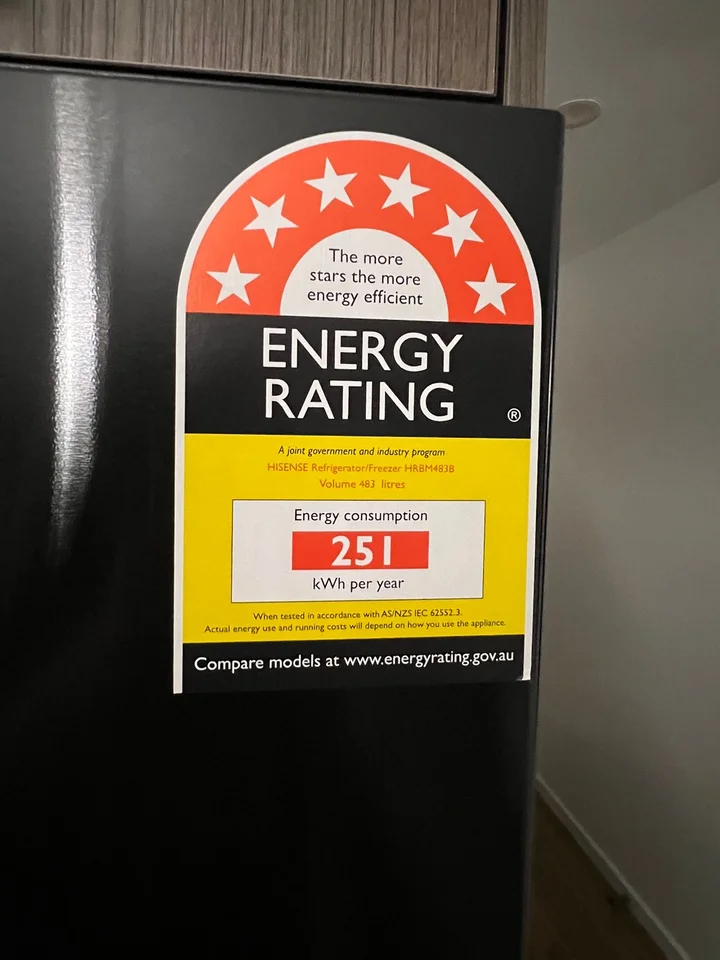 The more
stars the more
energy efficient
ENERGY
RATING ®
A joint government and industry program
HISENSE Refrigerator/Freezer HRBM483B
Volume 483 litres
Energy consumption
251
kWh per year
When tested in accordance with AS/NZS IEC 62552.3.
Actual energy use and running costs will depend on how you use the appliance.
Compare models at www.energyrating.gov.au